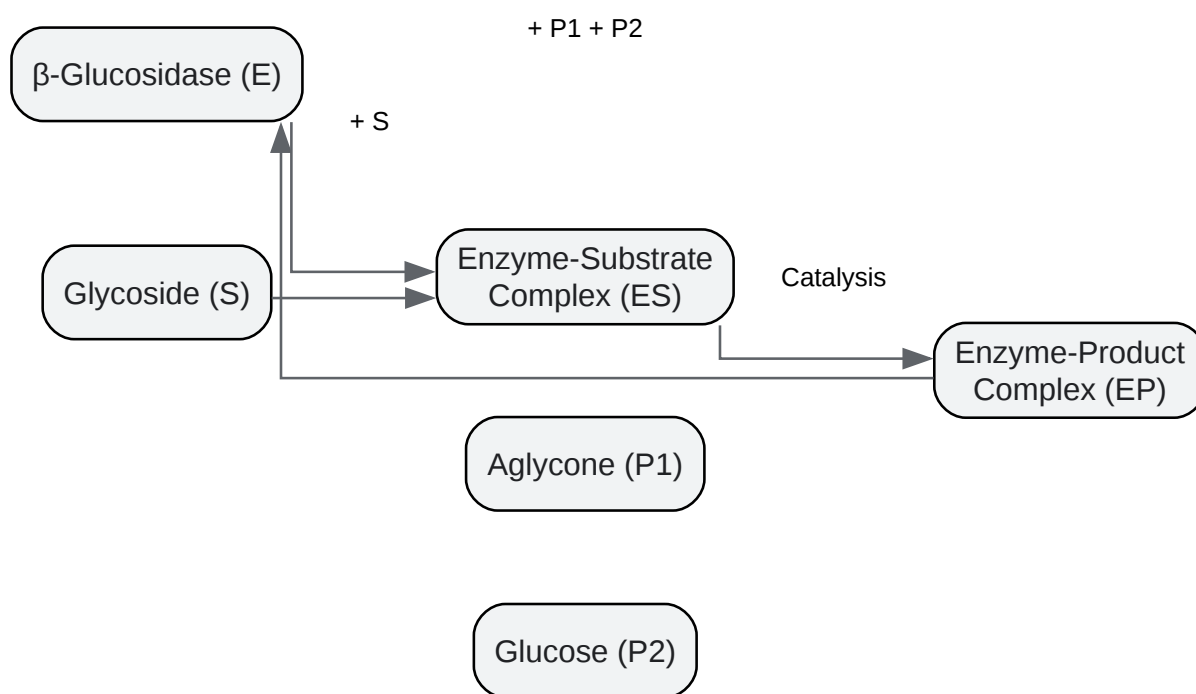 + P1 + P2
β-Glucosidase (E)
+ S
Glycoside (S)
Enzyme-Substrate
Complex (ES)
Catalysis
Enzyme-Product
Complex (EP)
Aglycone (P1)
Glucose (P2)